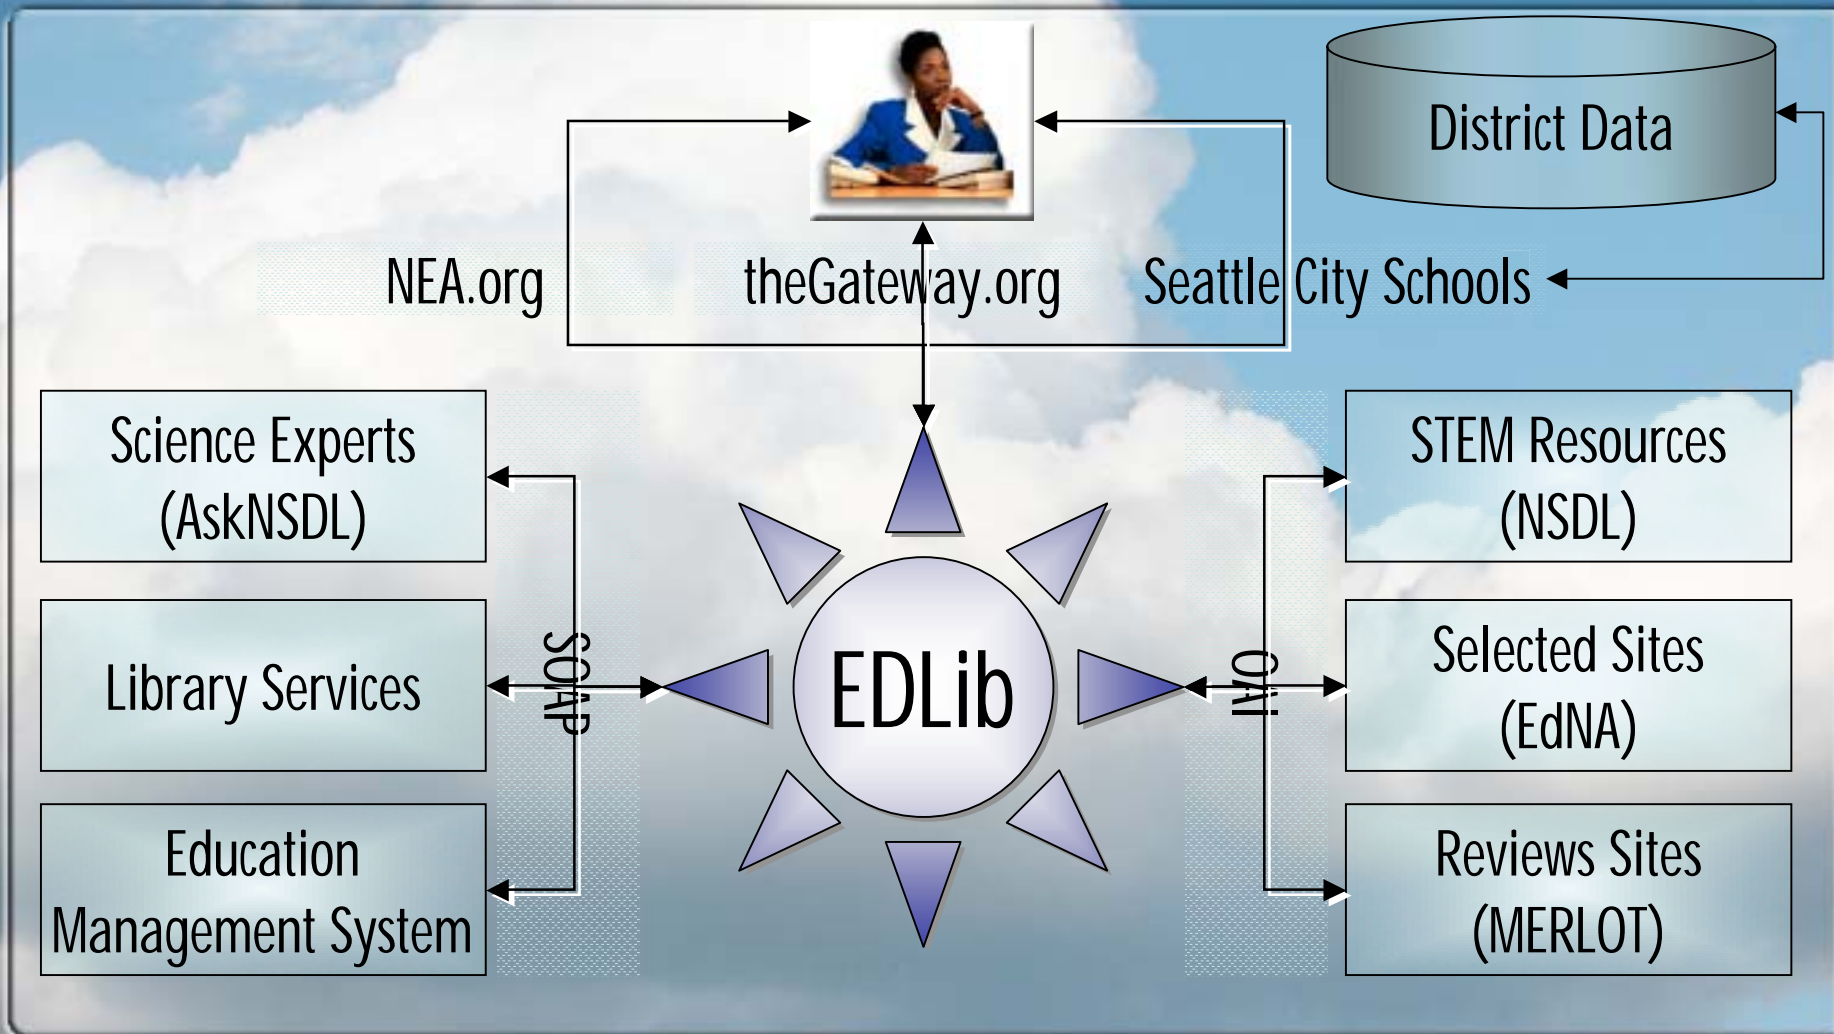 District Data
NEA.org
theGateway.org
Seattle City Schools
Science Experts
(AskNSDL)
Library Services
Education
Management System
SOAP
EDLib
OAI
STEM Resources
(NSDL)
Selected Sites
(EdNA)
Reviews Sites
(MERLOT)